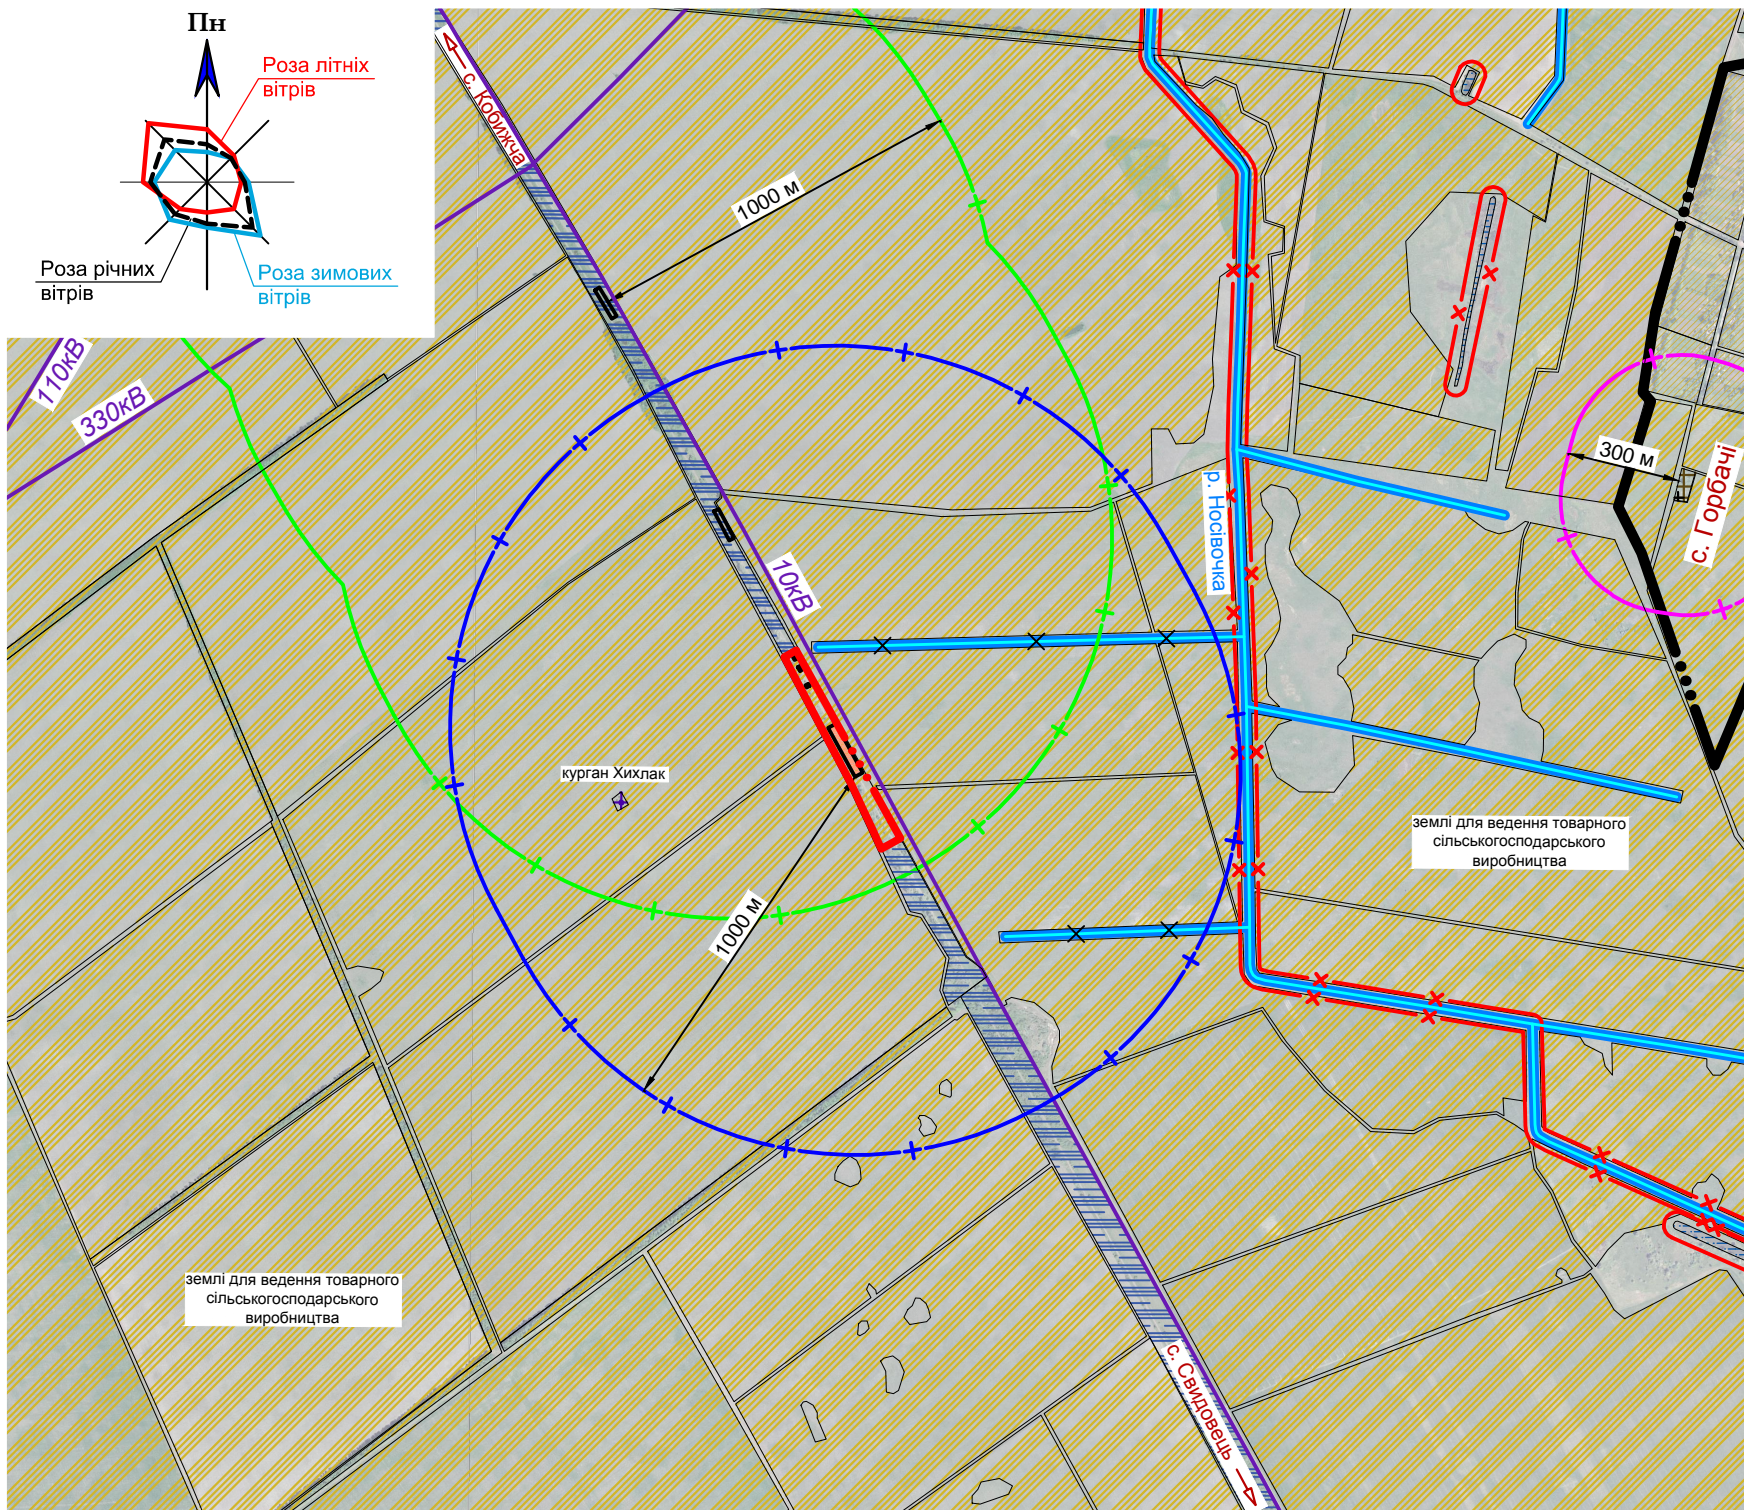 Пн
Роза літніх
вітрів
Роза річних
вітрів
Роза зимових
вітрів
с. Кобижча
1000 м
110кВ
330кВ
300 м
с. Горбачі
р. Носівочка
10кВ
курган Хихлак
землі для ведення товарного
сільськогосподарського
виробництва
1000 м
землі для ведення товарного
сільськогосподарського
виробництва
с. Свидовець